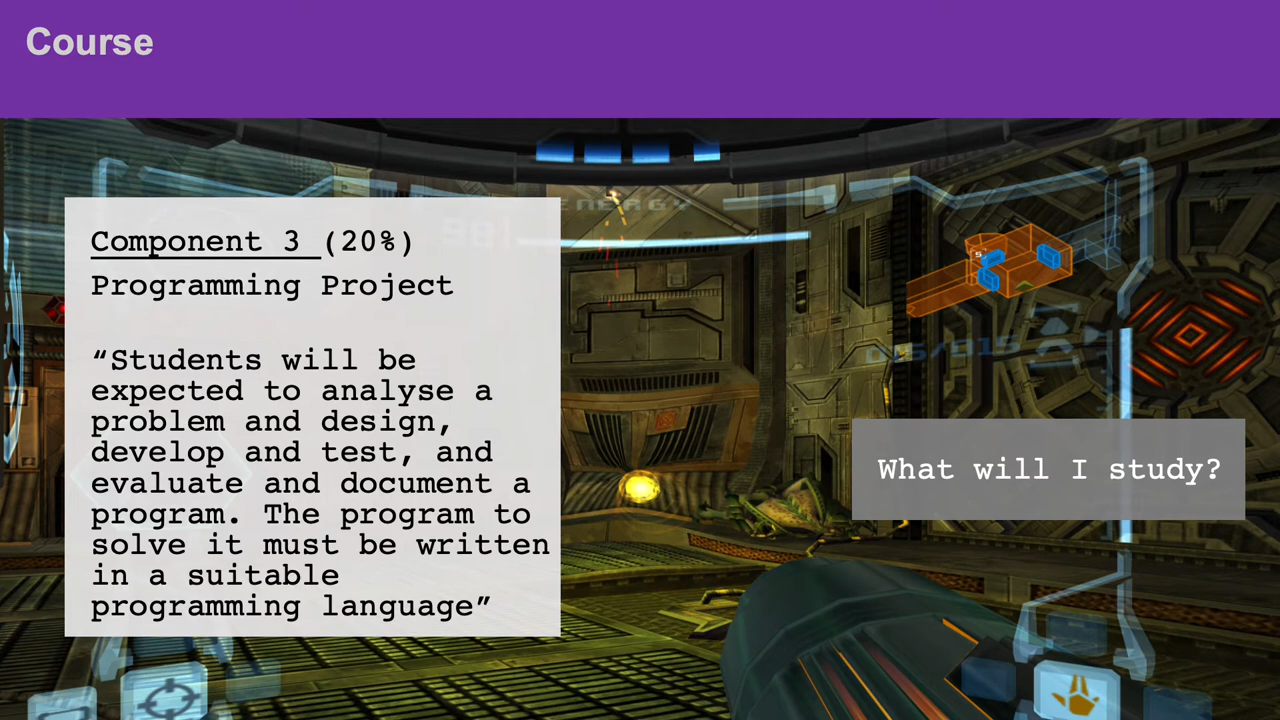 Course
Component 3 (20%)
Programming Project
“Students will be
expected to analyse a
problem and design,
develop and test, and
evaluate and document a
program. The program to
solve it must be written
in a suitable
programming language”
What will I study?
ENERGY